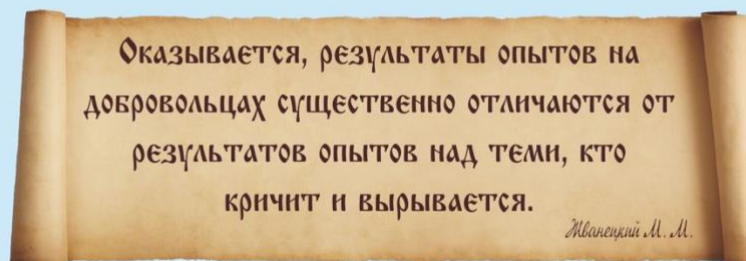 Оказывается, результаты опытов на
добровольцах существенно отличаются от
результатов опытов над теми, кто
кричит и вырывается.
Жванецкий М. М.